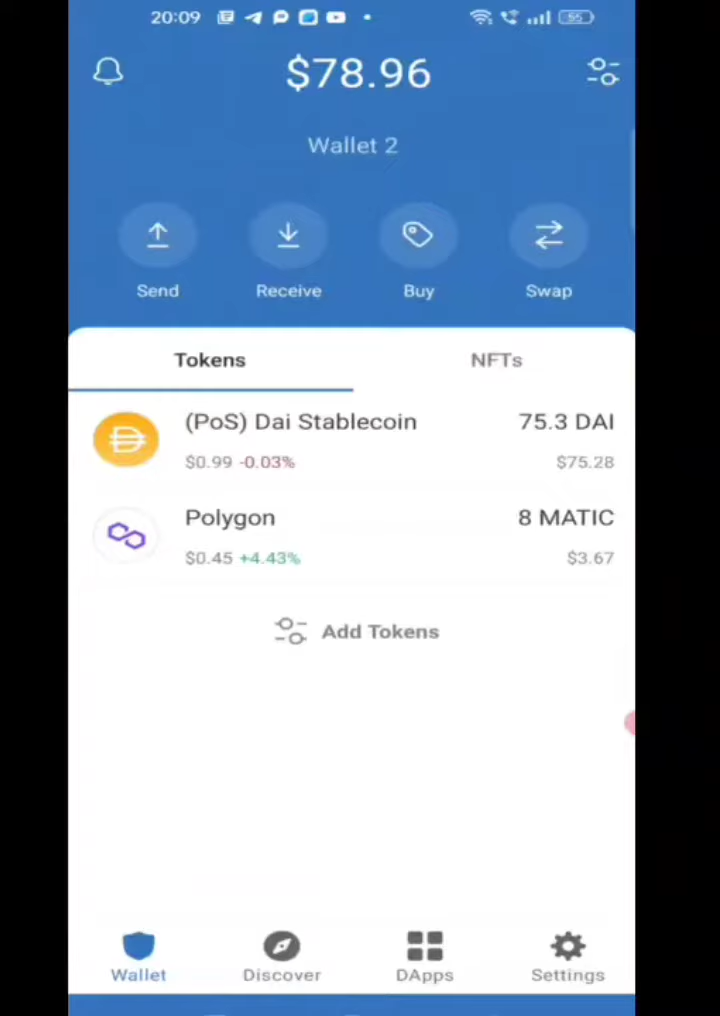 20:09 55
$78.96
Wallet 2
Send Receive Buy Swap
Tokens NFTs
(PoS) Dai Stablecoin 75.3 DAI
$0.99 -0.03% $75.28
Polygon 8 MATIC
$0.45 +4.43% $3.67
Add Tokens
Wallet Discover DApps Settings